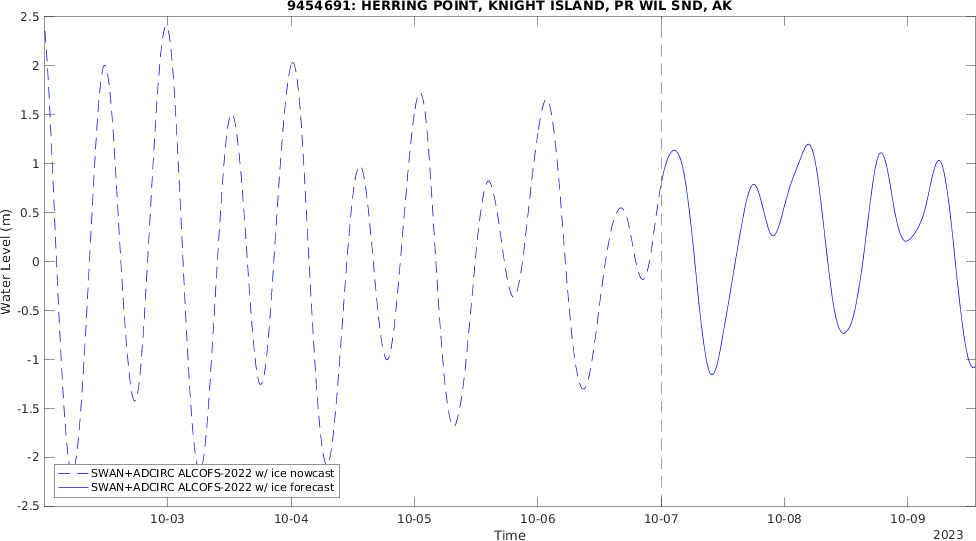 9454691: HERRING POINT, KNIGHT ISLAND, PR WIL SND, AK
2.5
2
1.5
1
0.5
0
-0.5
-1
-1.5
-2
-2.5
Water Level (m)
SWAN+ADCIRC ALCOFS-2022 w/ ice nowcast
SWAN+ADCIRC ALCOFS-2022 w/ ice forecast
10-03 10-04 10-05 10-06 10-07 10-08 10-09
Time
2023